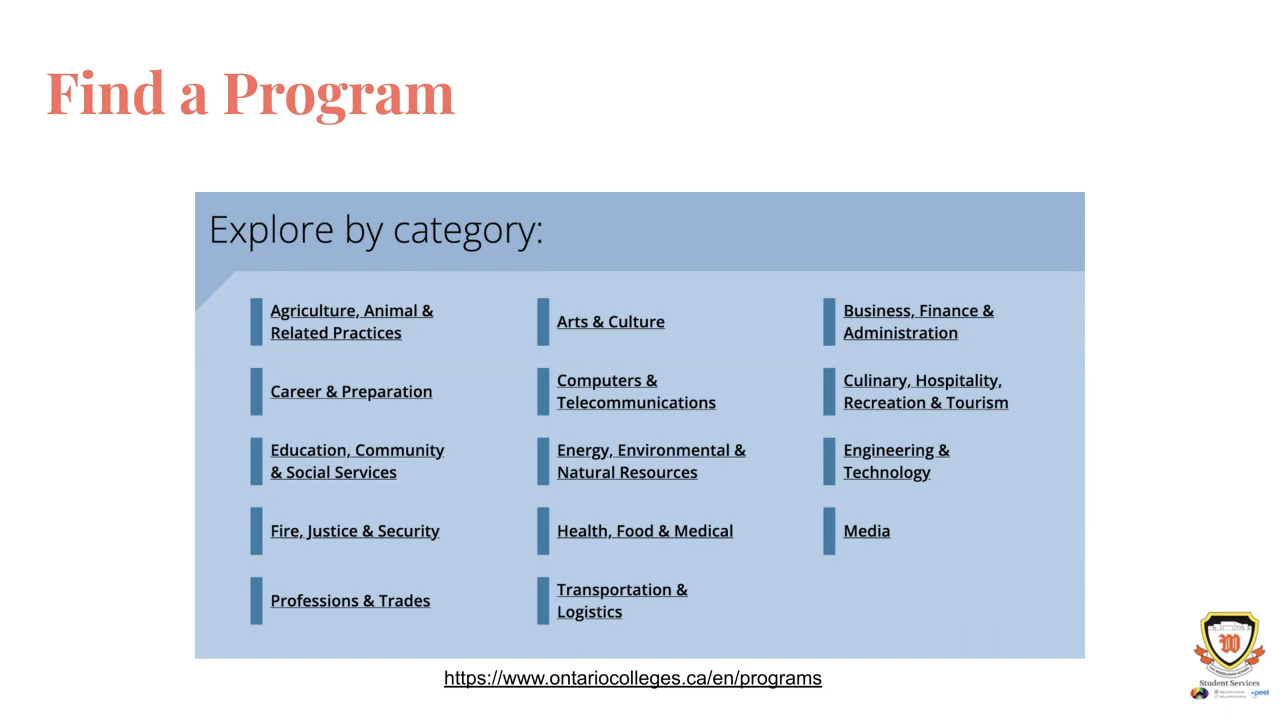 Find a Program
Explore by category:
Agriculture, Animal &
Related Practices
Arts & Culture
Business, Finance &
Administration
Career & Preparation
Computers &
Telecommunications
Culinary, Hospitality,
Recreation & Tourism
Education, Community
& Social Services
Energy, Environmental &
Natural Resources
Engineering &
Technology
Fire, Justice & Security
Health, Food & Medical
Media
Professions & Trades
Transportation &
Logistics
https://www.ontariocolleges.ca/en/programs
W
Student Services
peel